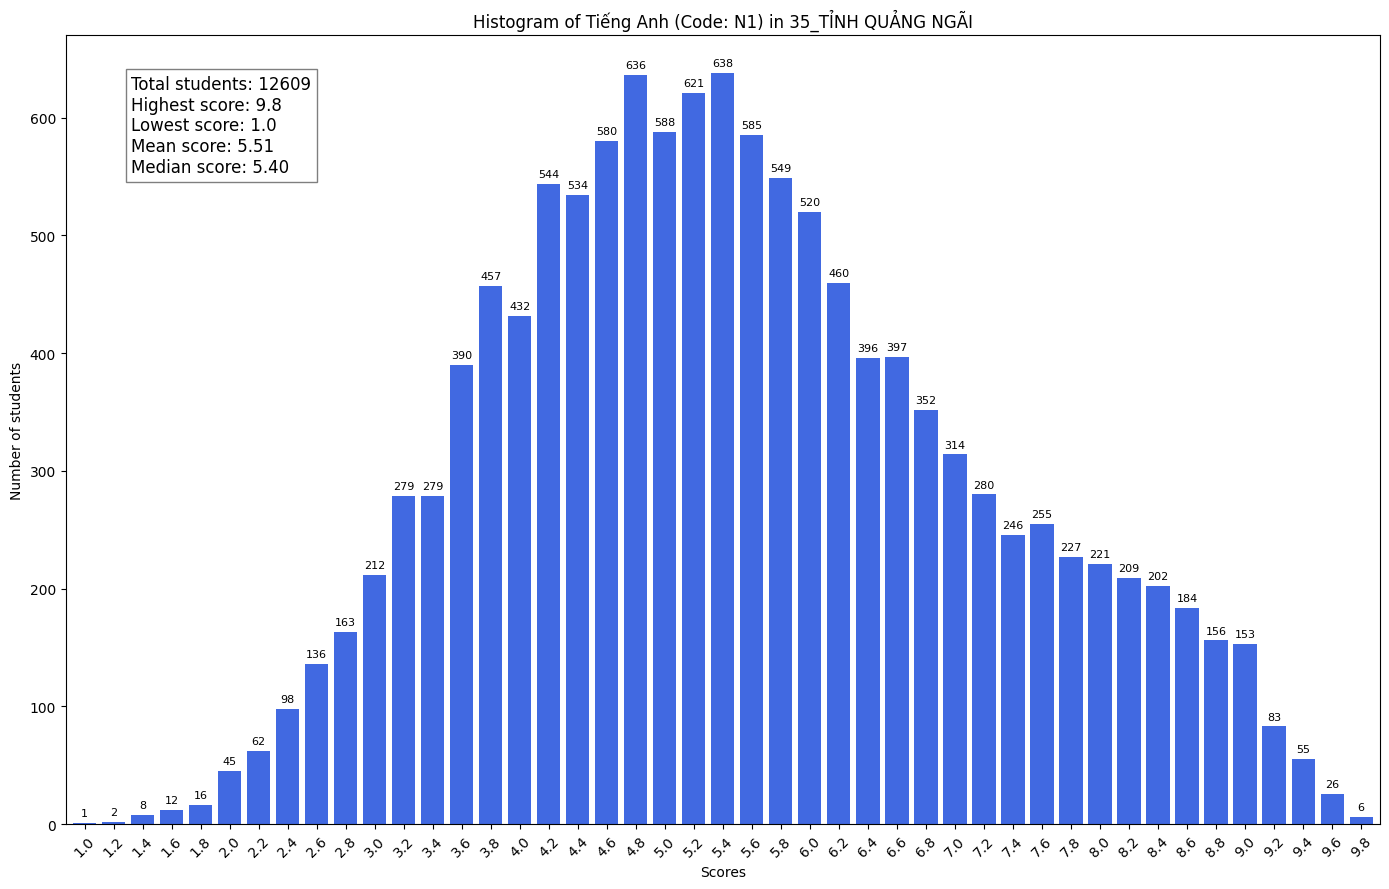 Histogram of Tiếng Anh (Code: N1) in 35_TỈNH QUẢNG NGÃI
Total students: 12609
Highest score: 9.8
Lowest score: 1.0
Mean score: 5.51
Median score: 5.40
Number of students
600
500
400
300
200
100
0
1 2 8 12 16 45 62 98 136 163 212 279 279 390 457 432 544 534 580 636 588 621 638 585 549 520 460 396 397 352 314 280 246 255 227 221 209 202 184 156 153 83 55 26 6
1.0 1.2 1.4 1.6 1.8 2.0 2.2 2.4 2.6 2.8 3.0 3.2 3.4 3.6 3.8 4.0 4.2 4.4 4.6 4.8 5.0 5.2 5.4 5.6 5.8 6.0 6.2 6.4 6.6 6.8 7.0 7.2 7.4 7.6 7.8 8.0 8.2 8.4 8.6 8.8 9.0 9.2 9.4 9.6 9.8
Scores